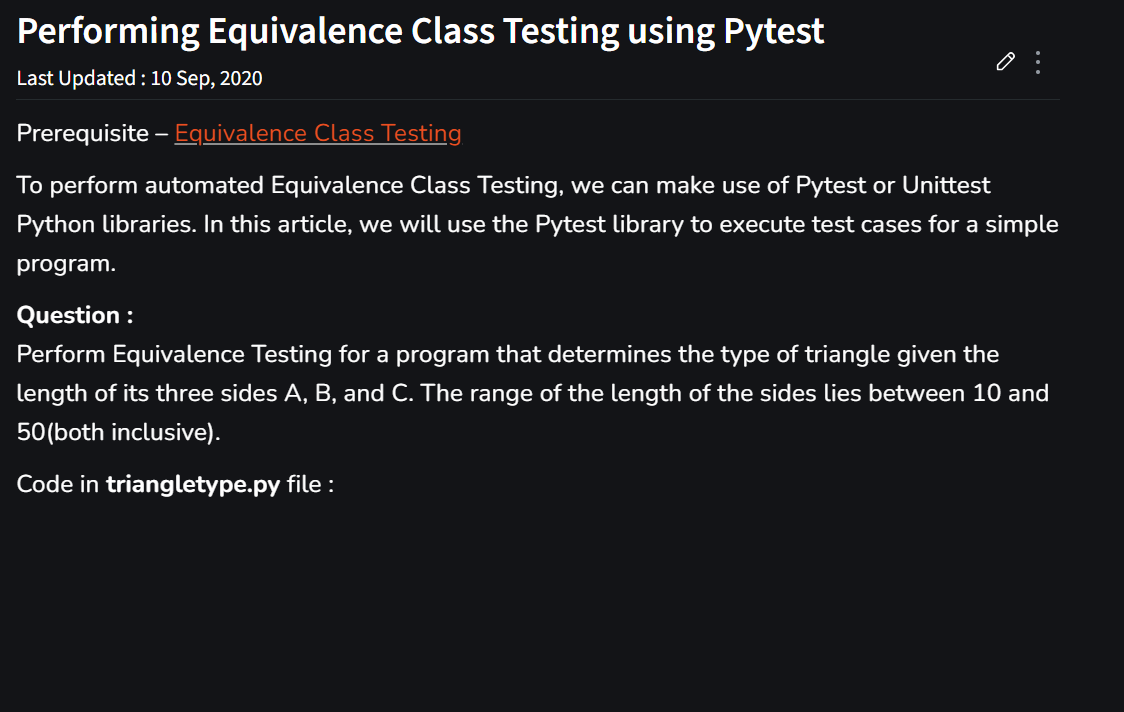 Performing Equivalence Class Testing using Pytest
Last Updated : 10 Sep, 2020
Prerequisite – Equivalence Class Testing
To perform automated Equivalence Class Testing, we can make use of Pytest or Unittest
Python libraries. In this article, we will use the Pytest library to execute test cases for a simple
program.
Question :
Perform Equivalence Testing for a program that determines the type of triangle given the
length of its three sides A, B, and C. The range of the length of the sides lies between 10 and
50(both inclusive).
Code in triangletype.py file :